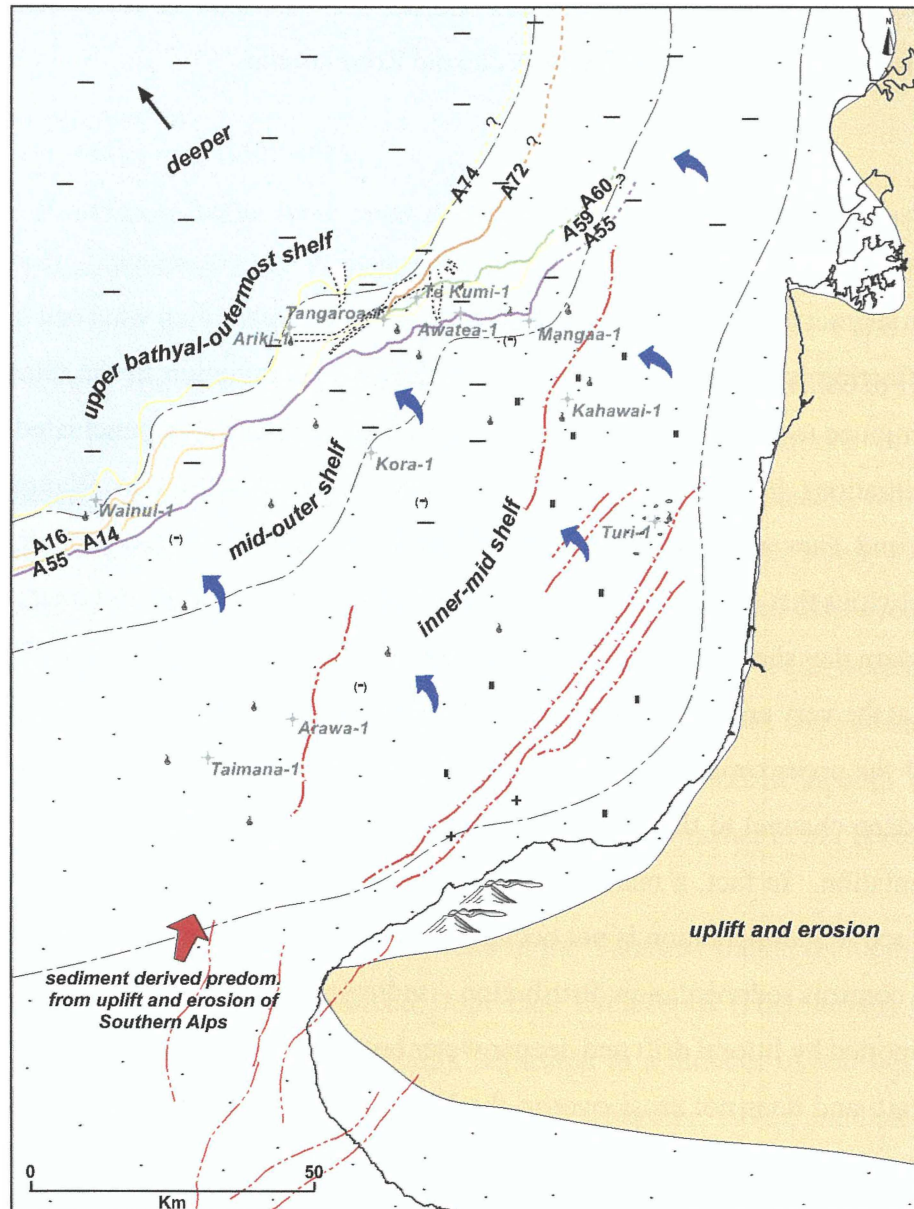 N
deeper
A74
?
A72
?
A60
?
A59
A55
upper bathyal-outermost shelf
Te Kumi-1
Tangaroa-1
Ariki-1
Awatea-1
Mangaa-1
(-)
Kahawai-1
Kora-1
Wainui-1
mid-outer shelf
(-)
Turi-1
A16
A14
A55
(-)
inner-mid shelf
(-)
Arawa-1
Taimana-1
uplift and erosion
sediment derived predom.
from uplift and erosion of
Southern Alps
0
50
Km